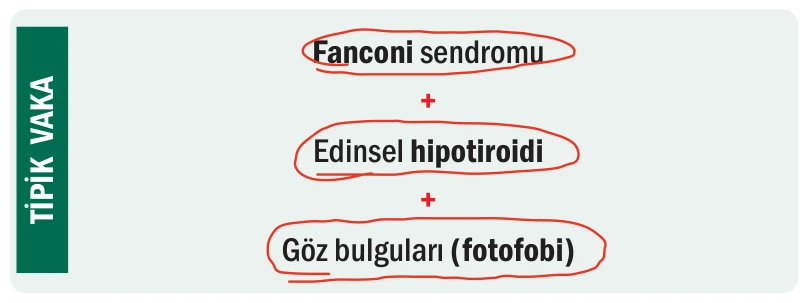 TİPİK VAKA
Fanconi sendromu
+
Edinsel hipotiroidi
+
Göz bulguları (fotofobi)